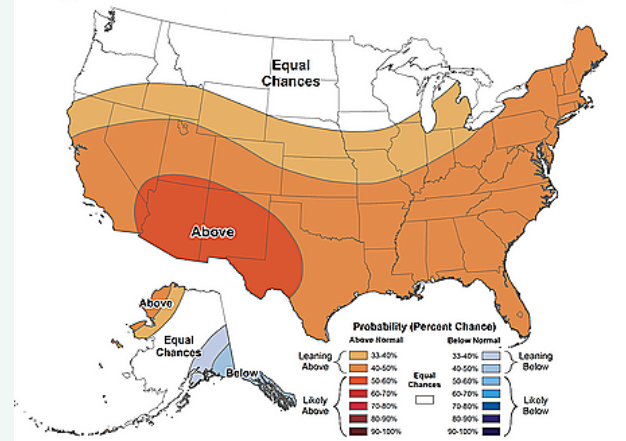 Equal
Chances
Above
Above
Equal
Chances
Below
Probability (Percent Chance)
Above Normal
Below Normal
Leaning
Above
33-40%
40-50%
Likely
Above
50-60%
60-70%
70-80%
80-90%
90-100%
Equal
Chances
33-40%
40-50%
Leaning
Below
50-60%
60-70%
70-80%
80-90%
90-100%
Likely
Below